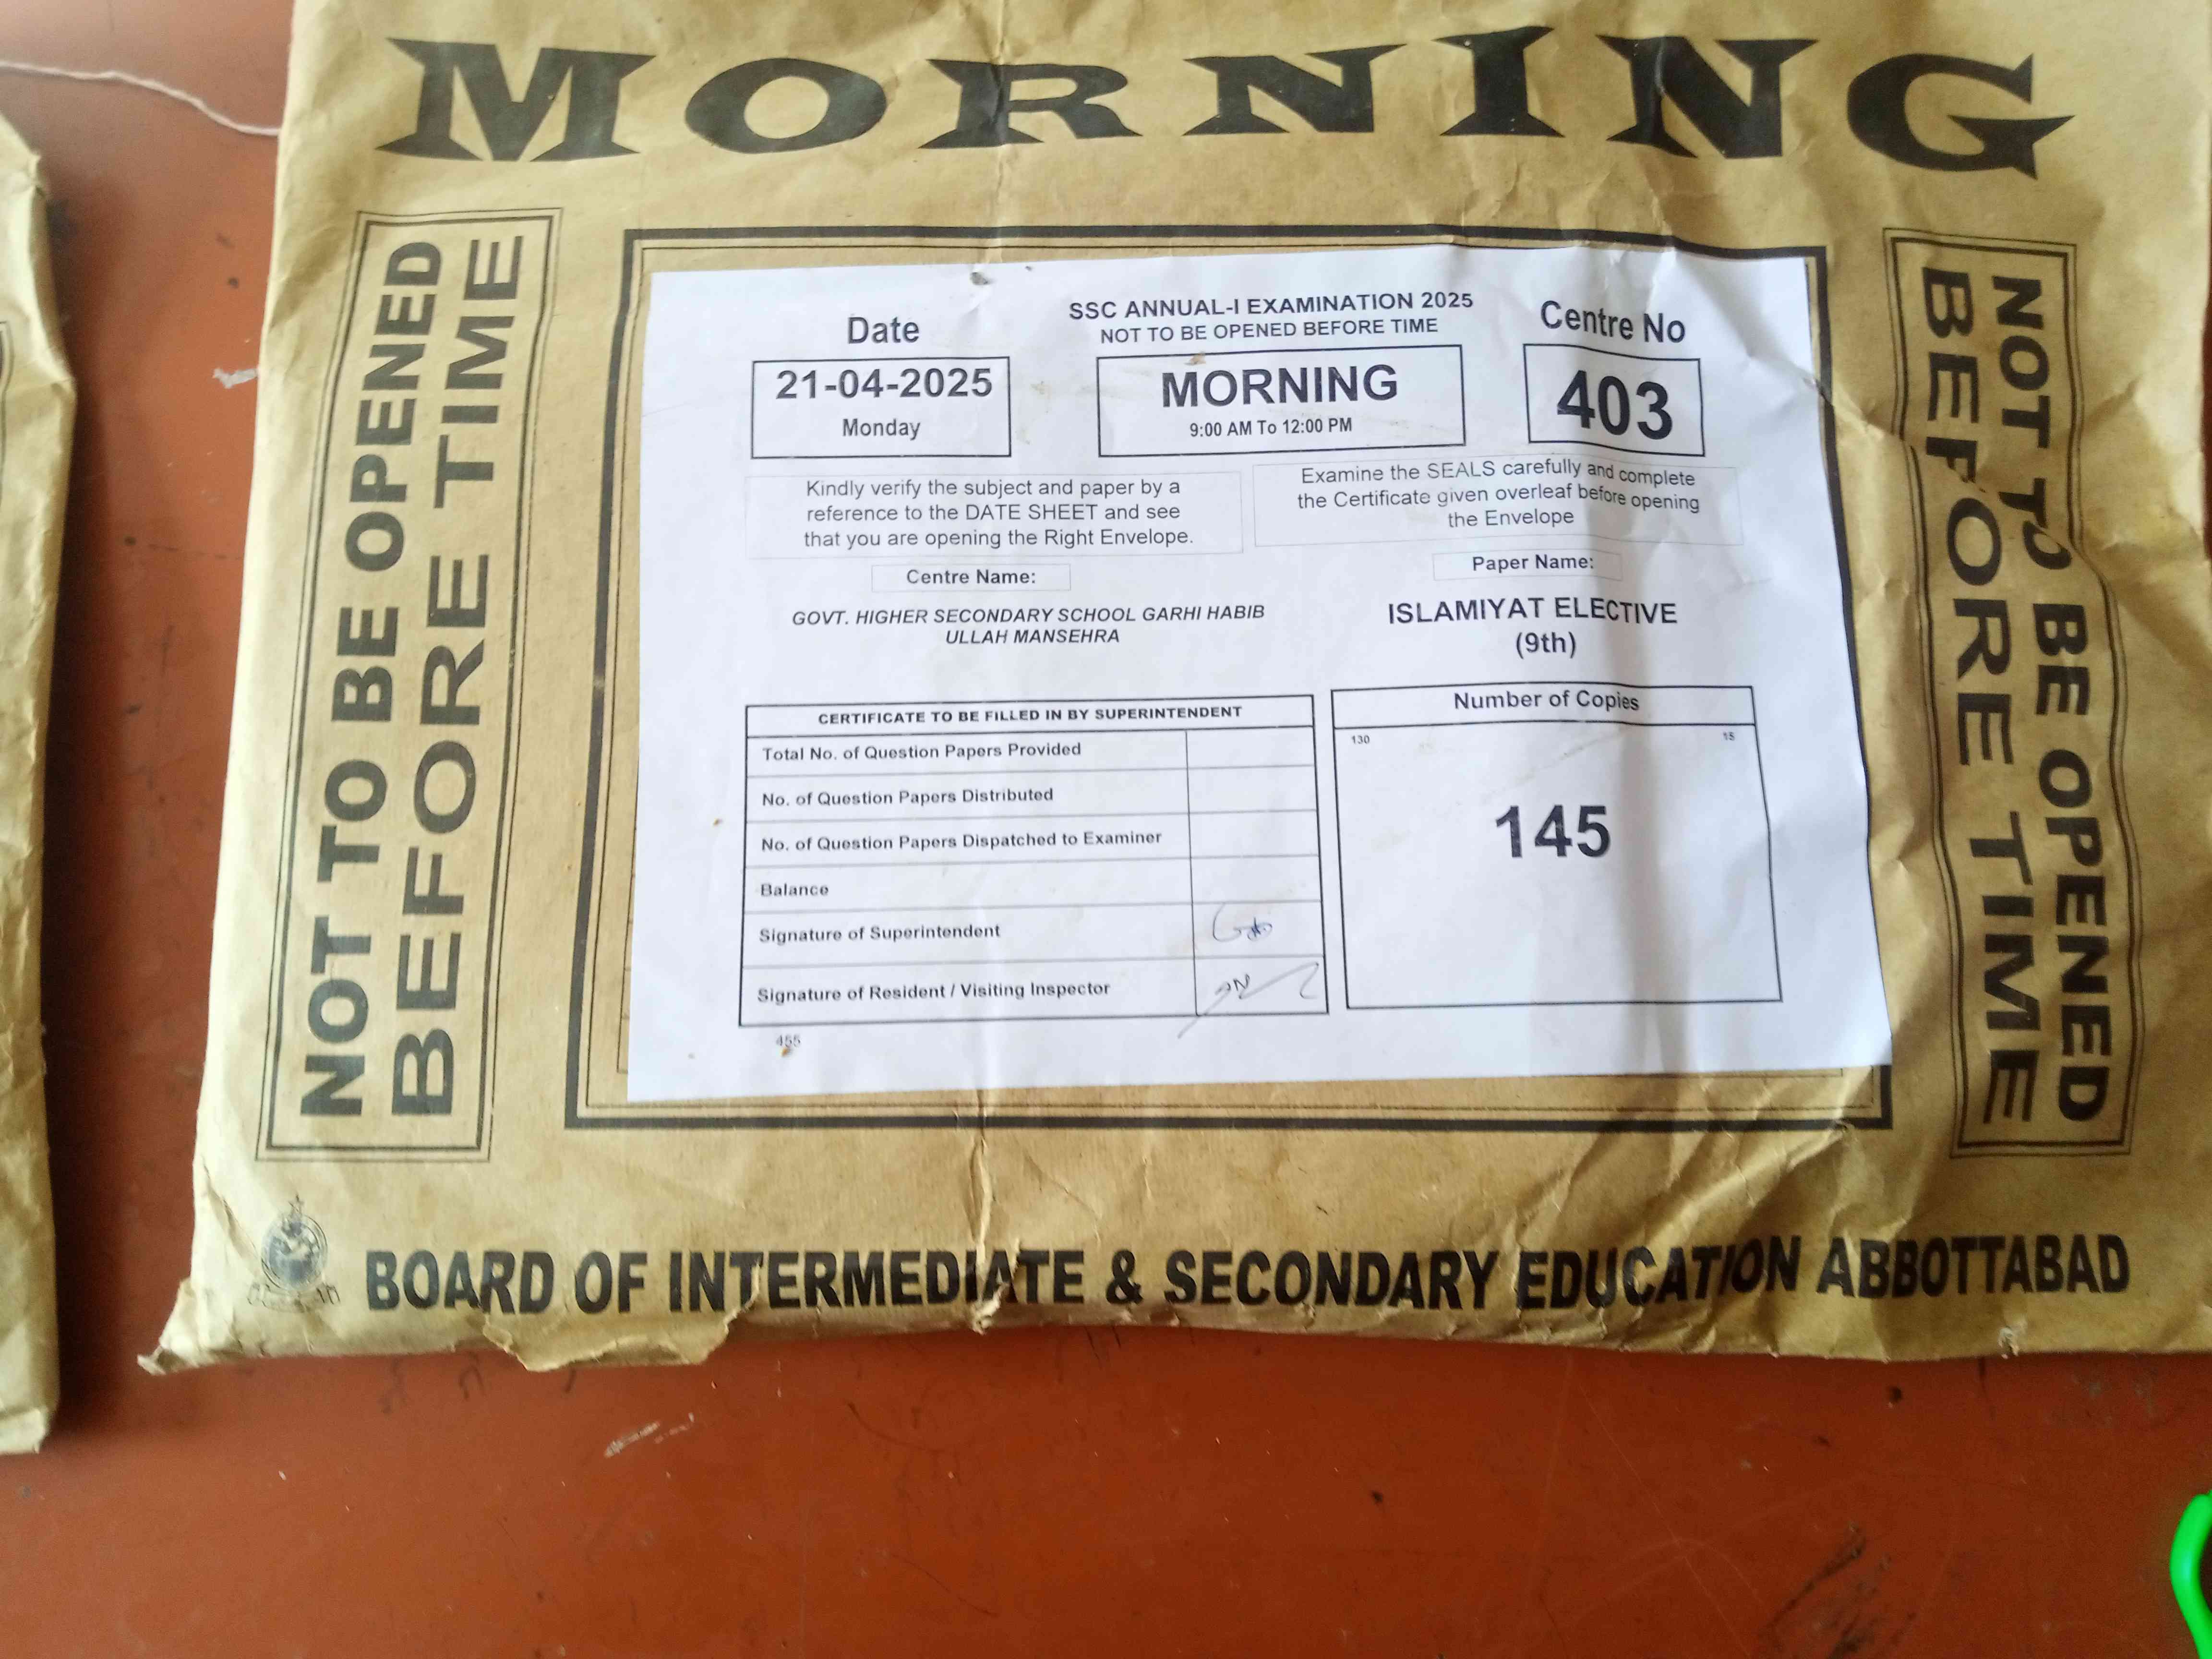 MORNING
NOT TO BE OPENED
BEFORE TIME
Date
21-04-2025
Monday
SSC ANNUAL-I EXAMINATION 2025
NOT TO BE OPENED BEFORE TIME
MORNING
9:00 AM To 12:00 PM
Centre No
403
Kindly verify the subject and paper by a
reference to the DATE SHEET and see
that you are opening the Right Envelope.
Examine the SEALS carefully and complete
the Certificate given overleaf before opening
the Envelope
Centre Name:
GOVT. HIGHER SECONDARY SCHOOL GARHI HABIB
ULLAH MANSEHRA
Paper Name:
ISLAMIYAT ELECTIVE
(9th)
CERTIFICATE TO BE FILLED IN BY SUPERINTENDENT
Total No. of Question Papers Provided
No. of Question Papers Distributed
No. of Question Papers Dispatched to Examiner
Balance
Signature of Superintendent
Signature of Resident / Visiting Inspector
455
Number of Copies
130 15
145
NOT TO BE OPENED
BEFORE TIME
BOARD OF INTERMEDIATE & SECONDARY EDUCATION ABBOTTABAD